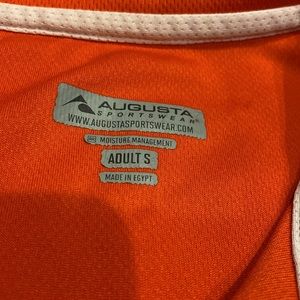 AUGUSTA
SPORTSWEAR®
WWW.AUGUSTASPORTSWEAR.COM
MOISTURE MANAGEMENT
ADULT S
MADE IN EGYPT